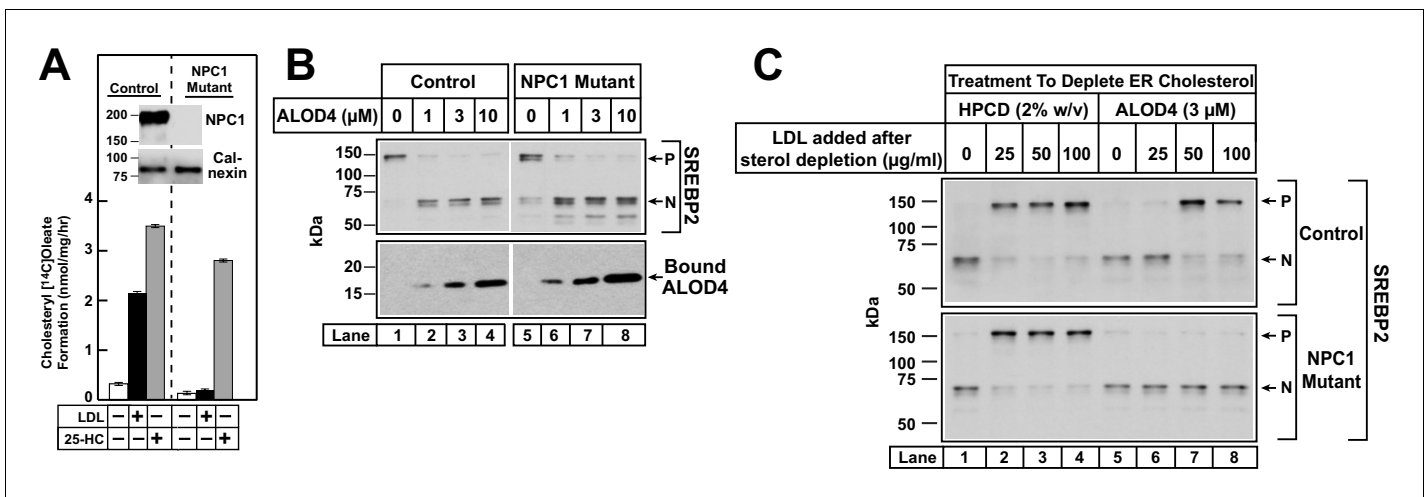 A
NPC1
Control Mutant
200
NPC1
150
100
Cal-
75
nexin
4
3
2
1
0
Cholesteryl [¹⁴C]Oleate
Formation (nmol/mg/hr)
LDL − + − − + −
25-HC − − + − − +
B
Control NPC1 Mutant
ALOD4 (µM) 0 1 3 10 0 1 3 10
150
P
100
75
N
50
SREBP2
kDa
20
Bound
ALOD4
15
Lane 1 2 3 4 5 6 7 8
C
Treatment To Deplete ER Cholesterol
HPCD (2% w/v) ALOD4 (3 µM)
LDL added after
sterol depletion (µg/ml)
0 25 50 100 0 25 50 100
150
P
100
75
N
50
Control
kDa
SREBP2
150
P
100
75
N
50
NPC1
Mutant
Lane 1 2 3 4 5 6 7 8